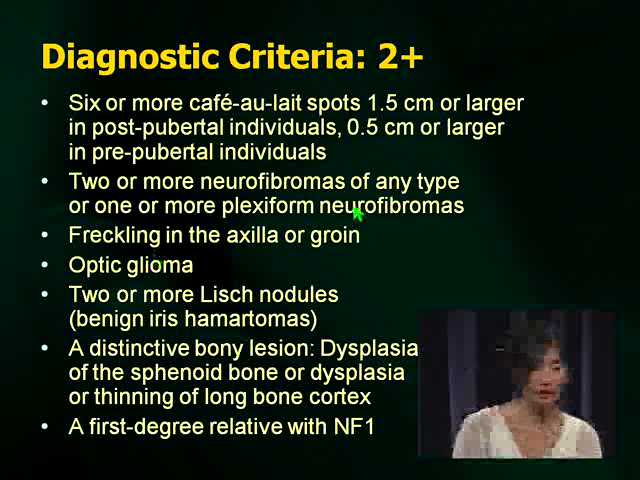 Diagnostic Criteria: 2+
• Six or more café-au-lait spots 1.5 cm or larger
in post-pubertal individuals, 0.5 cm or larger
in pre-pubertal individuals
• Two or more neurofibromas of any type
or one or more plexiform neurofibromas
• Freckling in the axilla or groin
• Optic glioma
• Two or more Lisch nodules
(benign iris hamartomas)
• A distinctive bony lesion: Dysplasia
of the sphenoid bone or dysplasia
or thinning of long bone cortex
• A first-degree relative with NF1